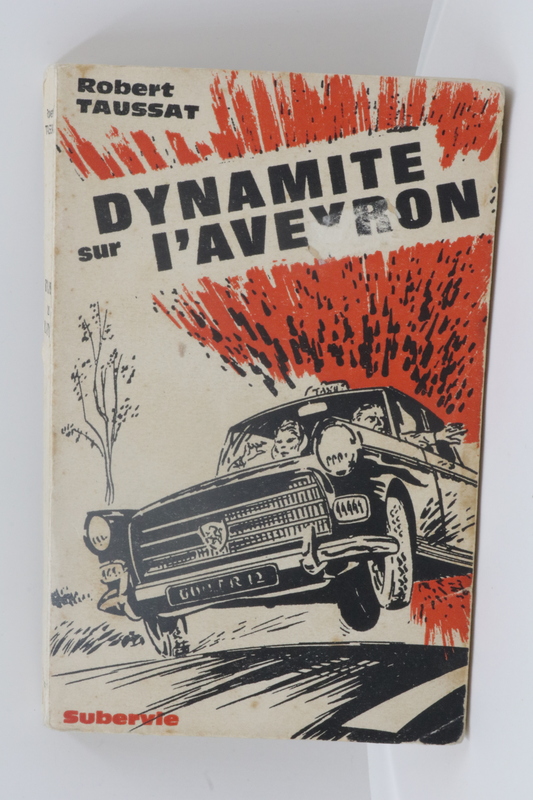 Robert
TAUSSAT
DYNAMITE
sur l'AVEYRON
TAXI
Subervie